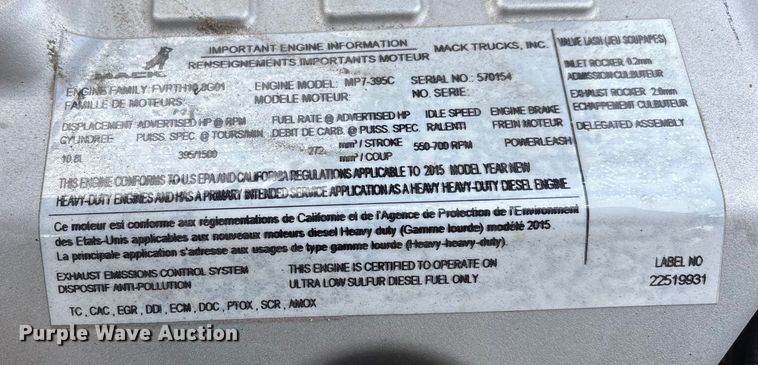 IMPORTANT ENGINE INFORMATION
RENSEIGNEMENTS IMPORTANTS MOTEUR
MACK TRUCKS, INC.
MACK
ENGINE FAMILY: FVPTH10.8G01
FAMILLE DE MOTEURS:
ENGINE MODEL: MP7-395C
MODELE MOTEUR:
SERIAL NO.: 570154
NO. SERIE:
DISPLACEMENT
CYLINDREE
10.8L
ADVERTISED HP @ RPM
PUISS. SPEC. @ TOURS/MIN
395/1500
FUEL RATE @ ADVERTISED HP
DEBIT DE CARB. @ PUISS. SPEC.
272 mm³ / STROKE
mm³ / COUP
IDLE SPEED
RALENTI
550-700 RPM
ENGINE BRAKE
FREIN MOTEUR
POWERLEASH
VALVE LASH (JEU SOUPAPES)
INLET ROCKER 0.2mm
ADMISSION CULBUTEUR
EXHAUST ROCKER 2.0mm
ECHAPPEMENT CULBUTEUR
DELEGATED ASSEMBLY
THIS ENGINE CONFORMS TO U.S EPA AND CALIFORNIA REGULATIONS APPLICABLE TO 2015 MODEL YEAR NEW
HEAVY-DUTY ENGINES AND HAS A PRIMARY INTENDED SERVICE APPLICATION AS A HEAVY HEAVY-DUTY DIESEL ENGINE.
Ce moteur est conforme aux réglementations de Californie et de l'Agence de Protection de l'Environment
des Etats-Unis applicables aux nouveaux moteurs diesel Heavy duty (Gamme lourde) modélé 2015.
La principale application s'adresse aux usages de type gamme lourde (Heavy-heavy-duty).
EXHAUST EMISSIONS CONTROL SYSTEM
DISPOSITIF ANTI-POLLUTION
THIS ENGINE IS CERTIFIED TO OPERATE ON
ULTRA LOW SULFUR DIESEL FUEL ONLY
LABEL NO
22519931
TC , CAC , EGR , DDI , ECM , DOC , PTOX , SCR , AMOX
Purple Wave Auction